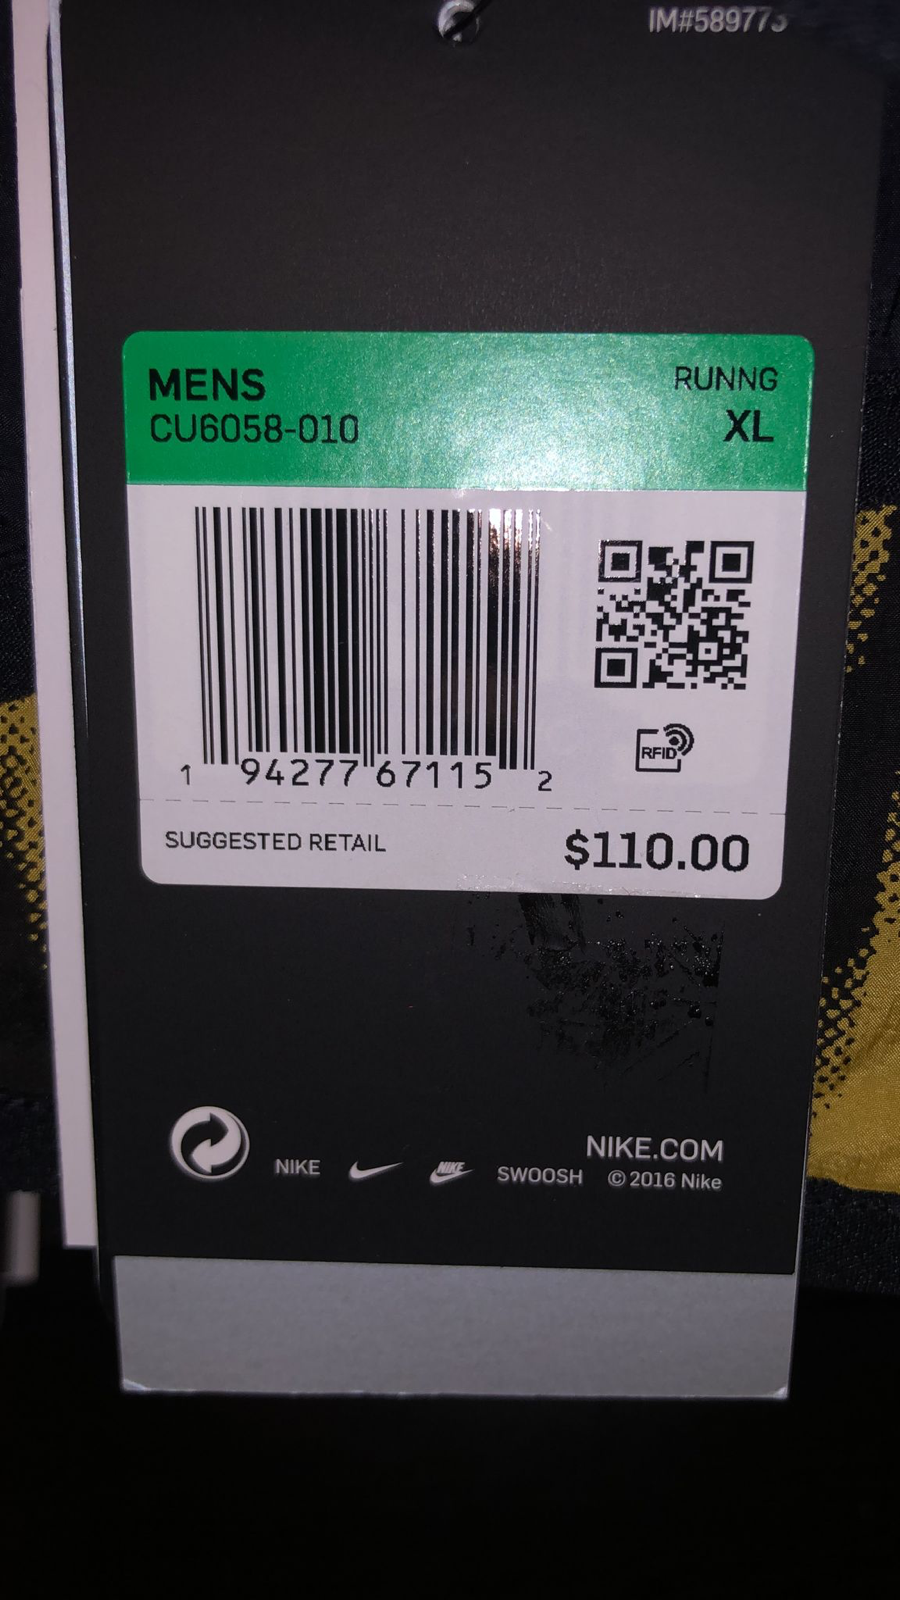 IM#589773
MENS
RUNNG
CU6058-010
XL
1 94277 67115 2
RFID
SUGGESTED RETAIL
$110.00
NIKE.COM
NIKE NIKE SWOOSH © 2016 Nike